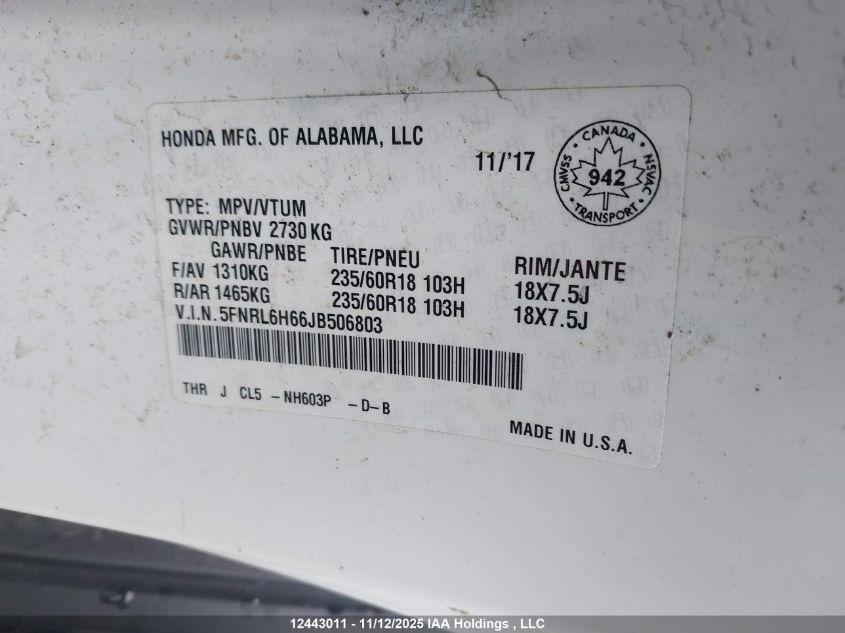 HONDA MFG. OF ALABAMA, LLC
11/'17
CANADA
CMVSS
942
NSVAC
TRANSPORT
TYPE: MPV/VTUM
GVWR/PNBV 2730 KG
GAWR/PNBE TIRE/PNEU RIM/JANTE
F/AV 1310KG 235/60R18 103H 18X7.5J
R/AR 1465KG 235/60R18 103H 18X7.5J
V.I.N. 5FNRL6H66JB506803
THR J CL5 -NH603P -D-B
MADE IN U.S.A.
12443011 - 11/12/2025 IAA Holdings , LLC